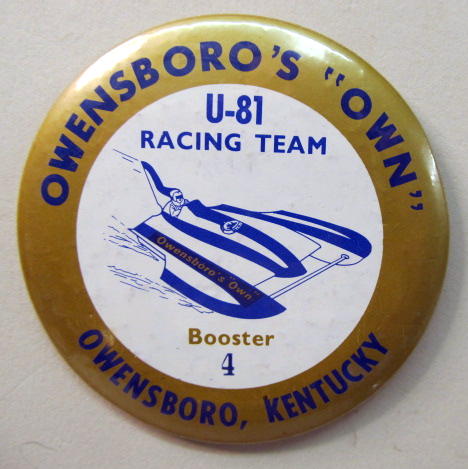 OWENSBORO'S "OWN"
U-81
RACING TEAM
Owensboro's "Own"
Booster
4
OWENSBORO, KENTUCKY